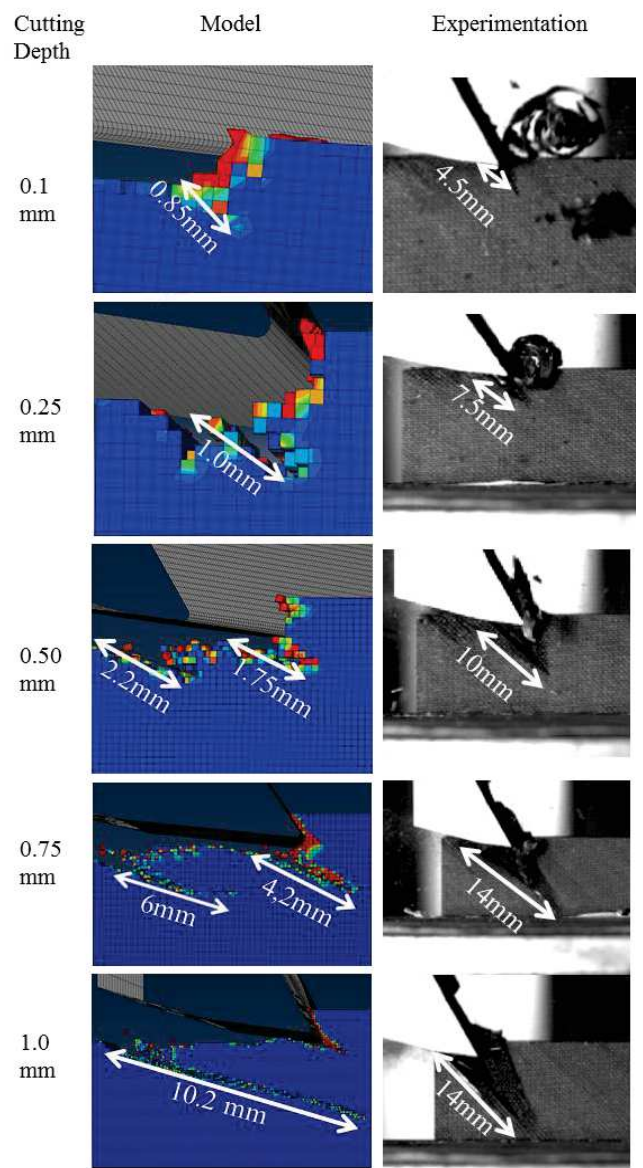 Cutting Depth
Model
Experimentation
0.1 mm
0.85mm
4.5mm
0.25 mm
1.0mm
7.5mm
0.50 mm
2.2mm
1.75mm
10mm
0.75 mm
6mm
4,2mm
14mm
1.0 mm
10.2 mm
14mm